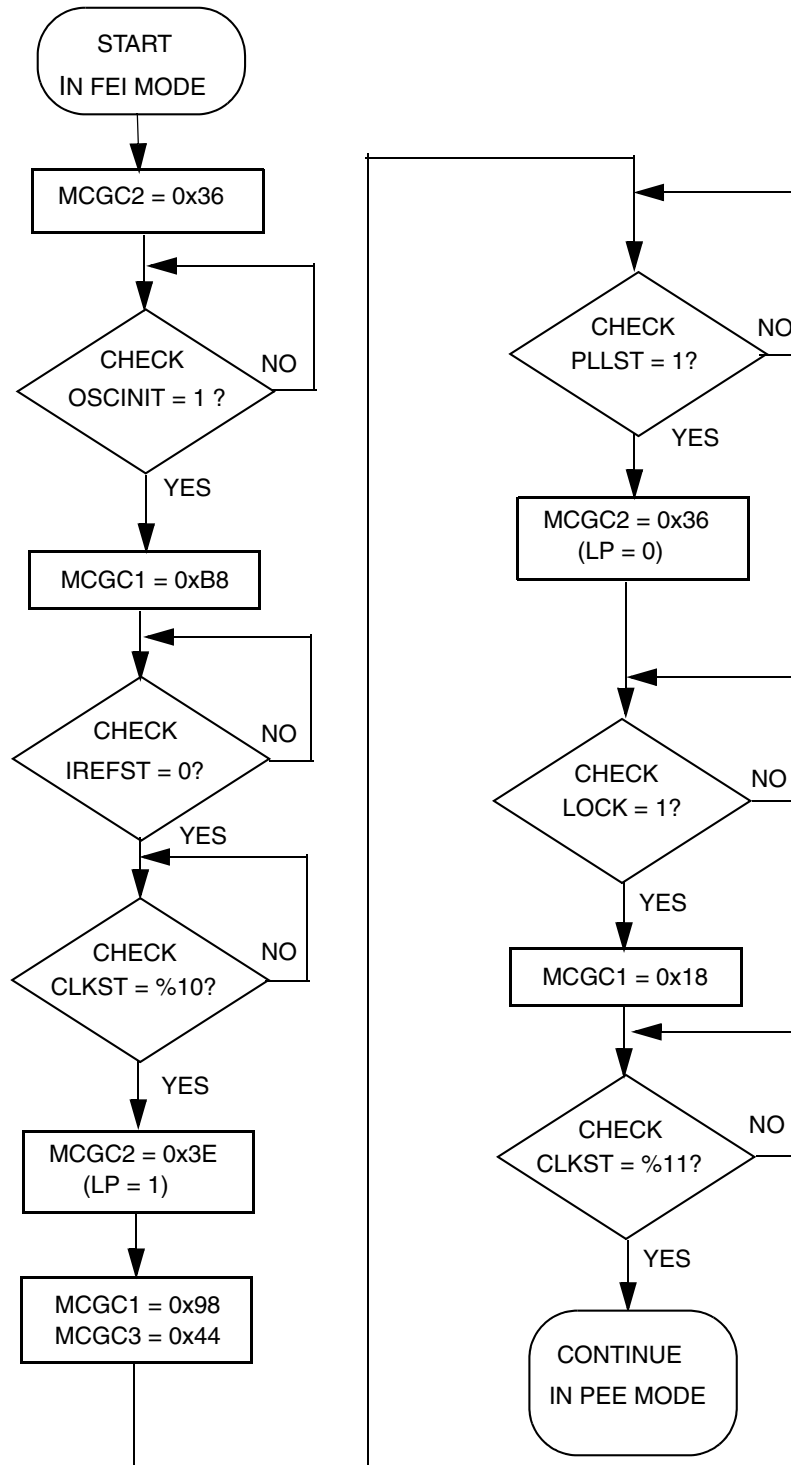 START
IN FEI MODE
MCGC2 = 0x36
CHECK
OSCINIT = 1 ?
NO
YES
MCGC1 = 0xB8
CHECK
IREFST = 0?
NO
YES
CHECK
CLKST = %10?
NO
YES
MCGC2 = 0x3E
(LP = 1)
MCGC1 = 0x98
MCGC3 = 0x44
CHECK
PLLST = 1?
NO
YES
MCGC2 = 0x36
(LP = 0)
CHECK
LOCK = 1?
NO
YES
MCGC1 = 0x18
CHECK
CLKST = %11?
NO
YES
CONTINUE
IN PEE MODE